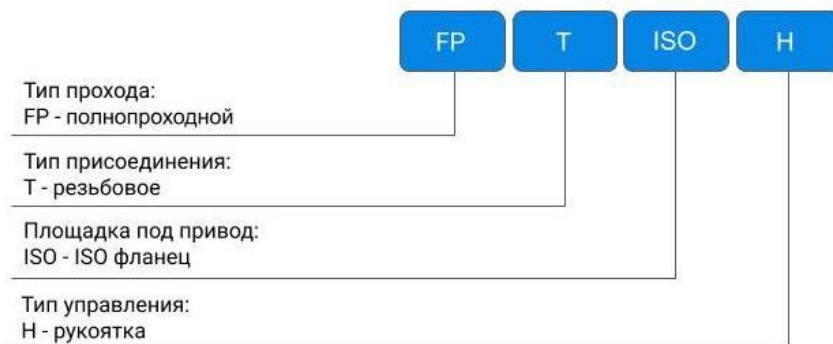 FP T ISO H
Тип прохода:
FP - полнопроходной
Тип присоединения:
Т - резьбовое
Площадка под привод:
ISO - ISO фланец
Тип управления:
Н - рукоятка